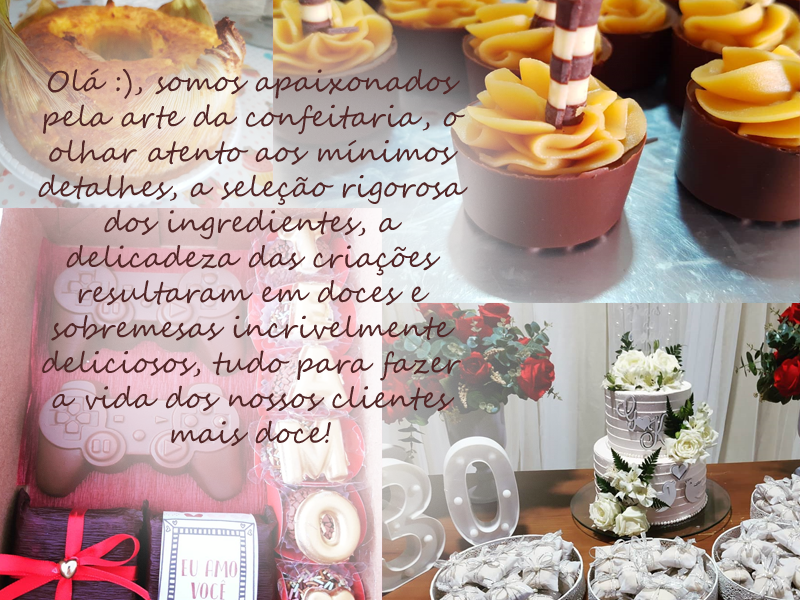 Olá :), somos apaixonados
pela arte da confeitaria, o
olhar atento aos mínimos
detalhes, a seleção rigorosa
dos ingredientes, a
delicadeza das criações
resultaram em doces e
sobremesas incrivelmente
deliciosos, tudo para fazer
a vida dos nossos clientes
mais doce!
M
O
EU AMO
VOCÊ
30